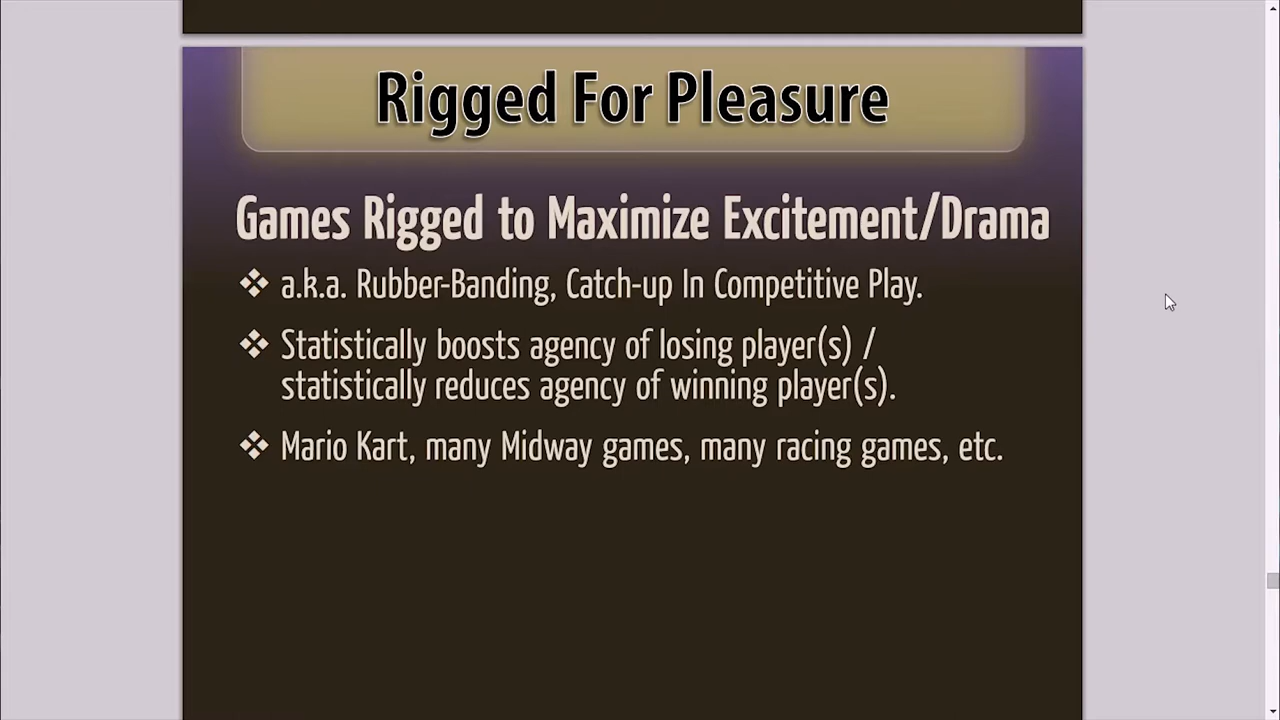 Rigged For Pleasure
Games Rigged to Maximize Excitement/Drama
❖ a.k.a. Rubber-Banding, Catch-up In Competitive Play.
❖ Statistically boosts agency of losing player(s) /
statistically reduces agency of winning player(s).
❖ Mario Kart, many Midway games, many racing games, etc.